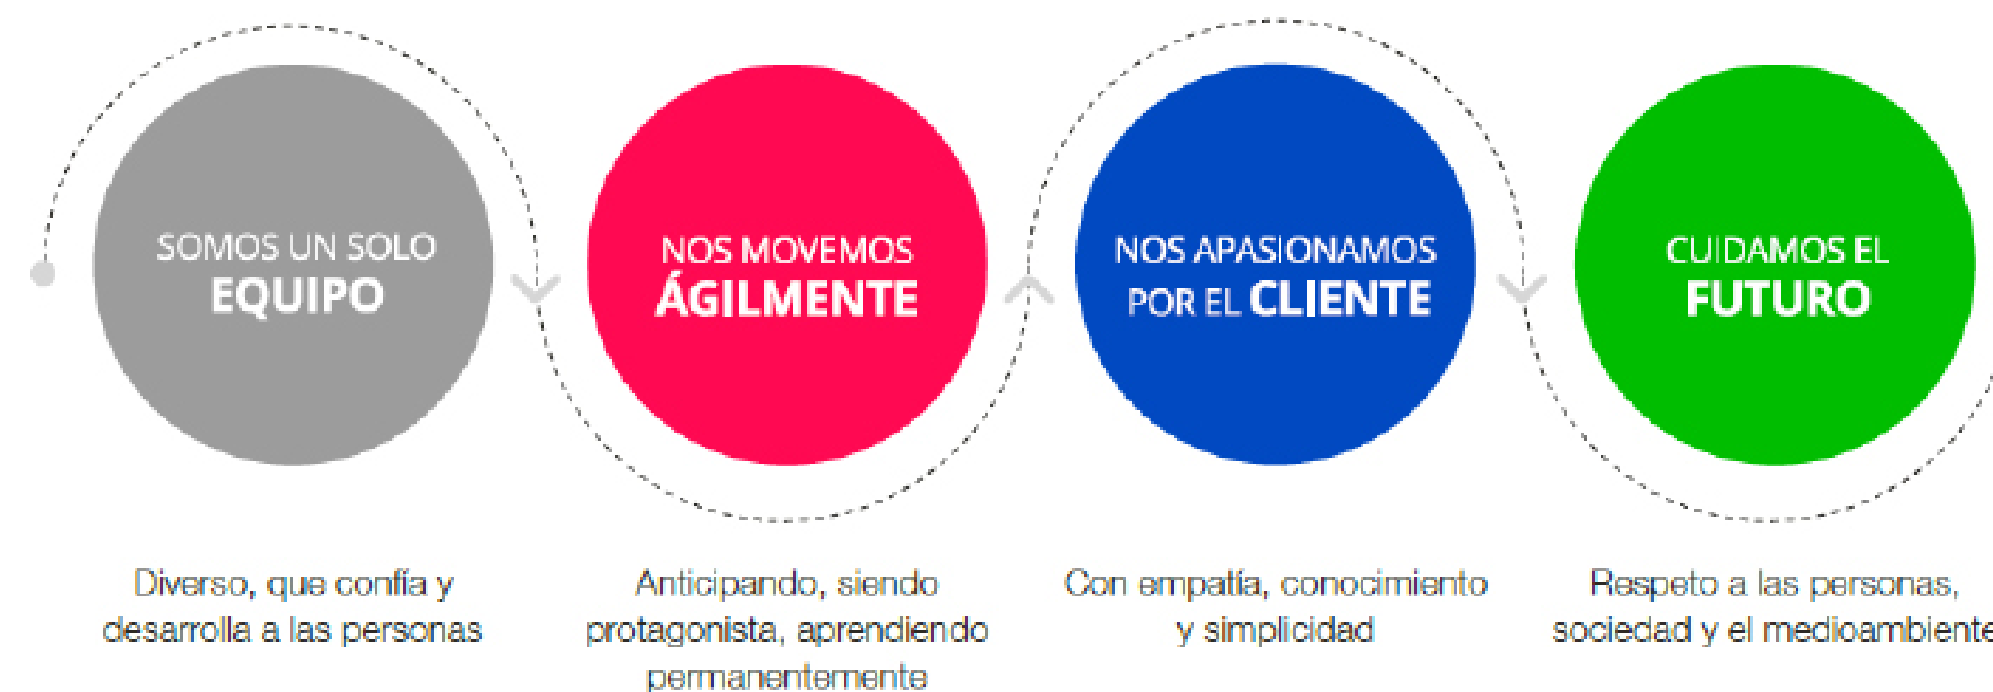 SOMOS UN SOLO
EQUIPO
Diverso, que confía y
desarrolla a las personas
NOS MOVEMOS
ÁGILMENTE
Anticipando, siendo
protagonista, aprendiendo
permanentemente
NOS APASIONAMOS
POR EL CLIENTE
Con empatía, conocimiento
y simplicidad
CUIDAMOS EL
FUTURO
Respeto a las personas,
sociedad y el medioambiente